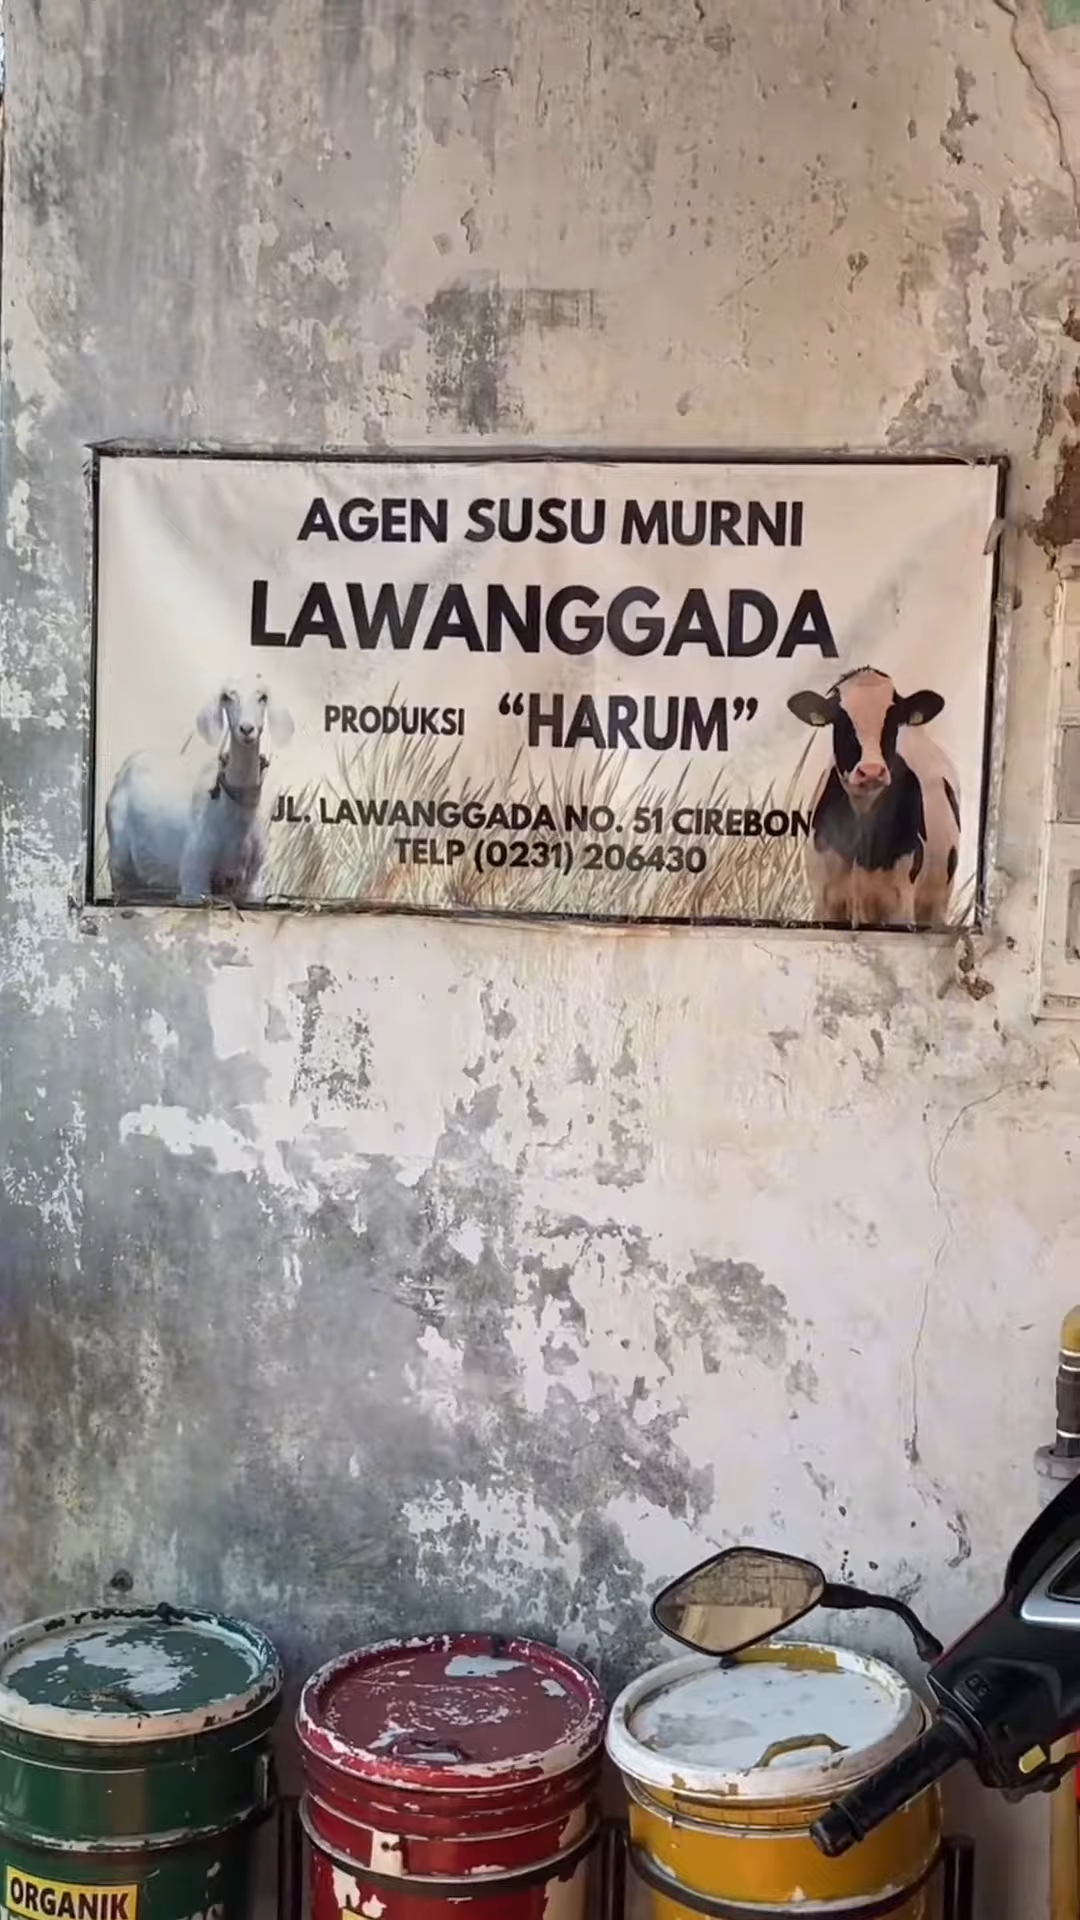 AGEN SUSU MURNI
LAWANGGADA
PRODUKSI “HARUM”
JL. LAWANGGADA NO. 51 CIREBON
TELP (0231) 206430
ORGANIK